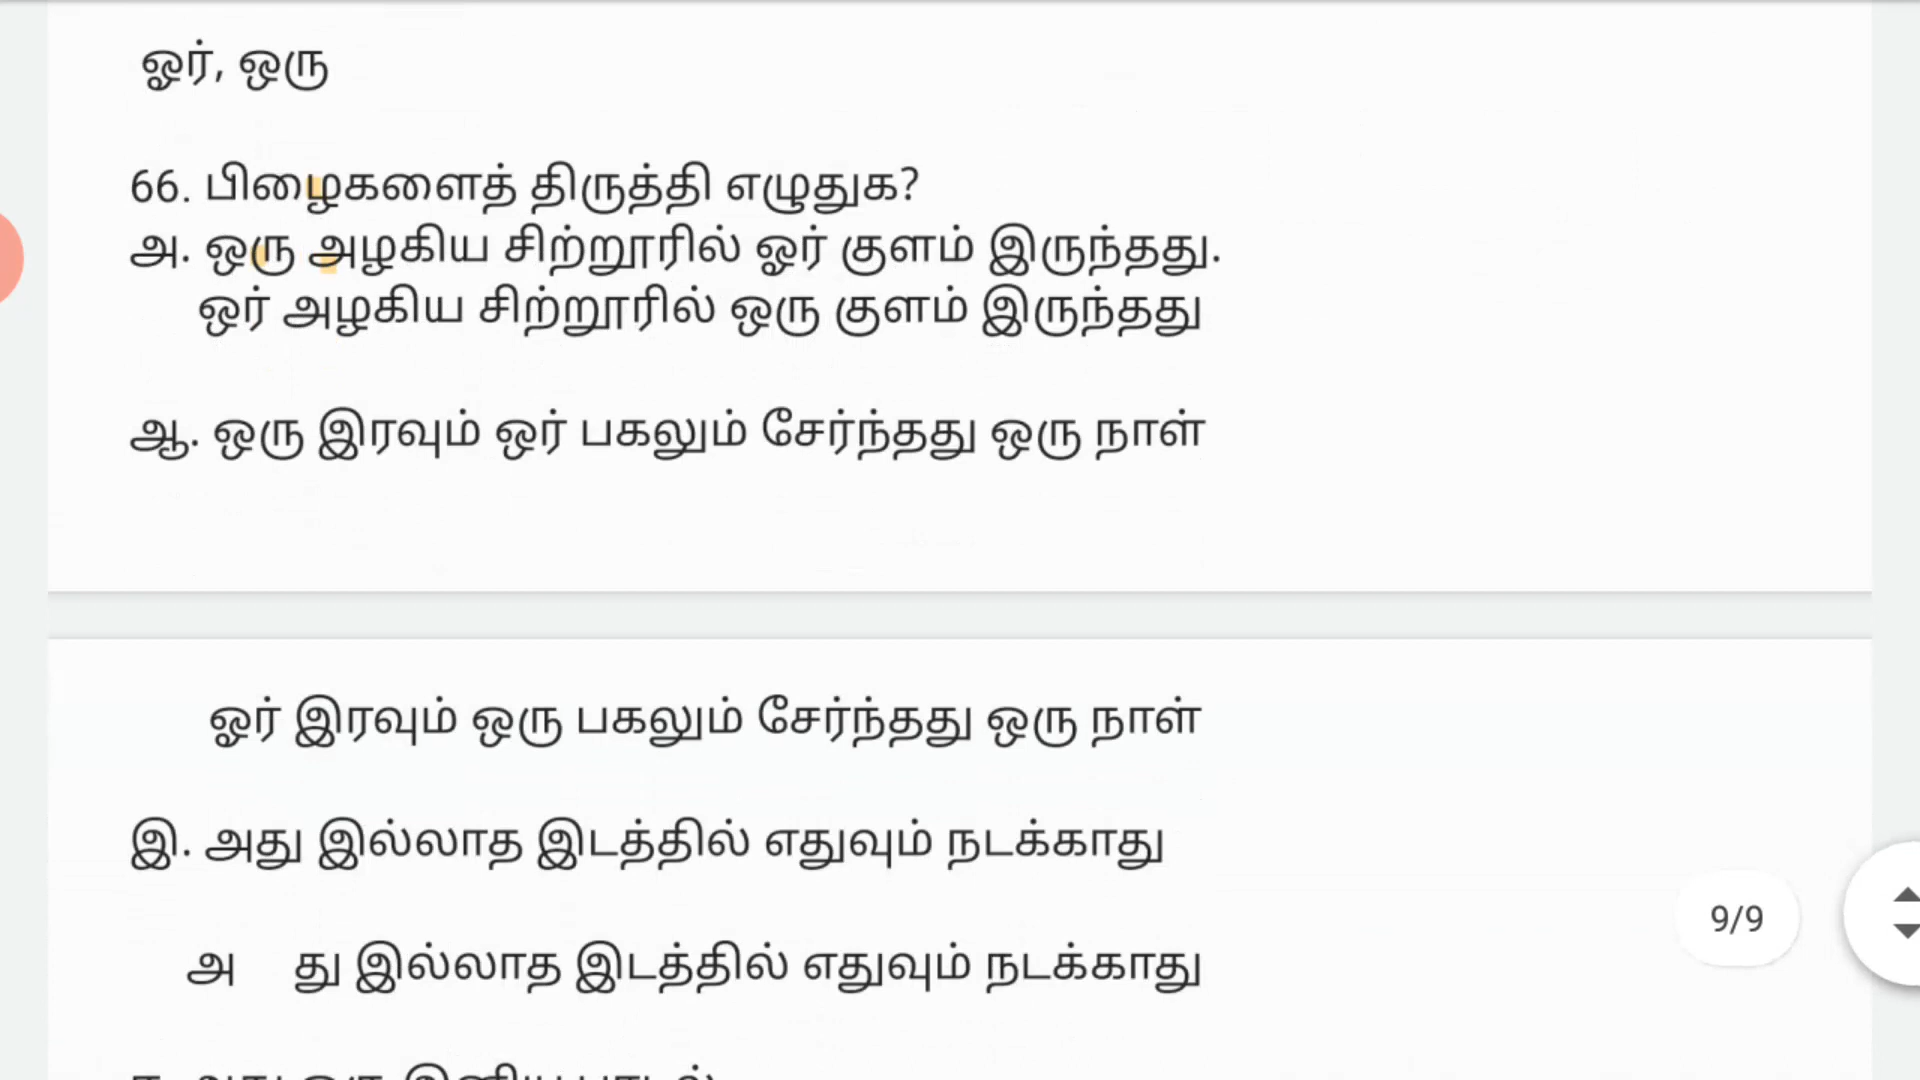 ஓர், ஒரு
66. பிழைகளைத் திருத்தி எழுதுக?
அ. ஒரு அழகிய சிற்றூரில் ஓர் குளம் இருந்தது.
ஒர் அழகிய சிற்றூரில் ஒரு குளம் இருந்தது
ஆ. ஒரு இரவும் ஒர் பகலும் சேர்ந்தது ஒரு நாள்
ஓர் இரவும் ஒரு பகலும் சேர்ந்தது ஒரு நாள்
இ. அது இல்லாத இடத்தில் எதுவும் நடக்காது
9/9
அ து இல்லாத இடத்தில் எதுவும் நடக்காது